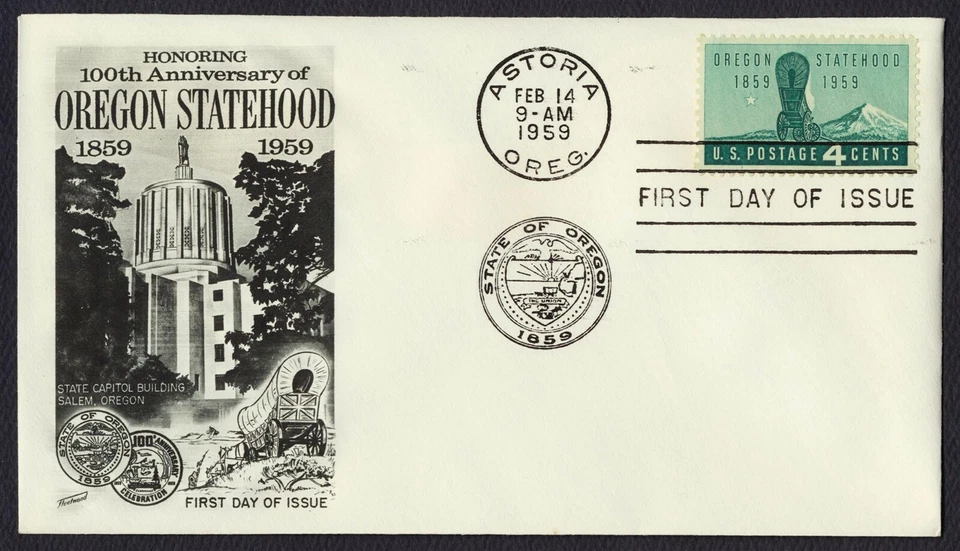 HONORING
100th Anniversary of
OREGON STATEHOOD
1859 1959
STATE CAPITOL BUILDING
SALEM, OREGON
STATE OF OREGON
1859
100th ANNIVERSARY
CELEBRATION
Fleetwood
FIRST DAY OF ISSUE
ASTORIA
FEB 14
9-AM
1959
OREG.
STATE OF OREGON
THE UNION
1859
OREGON STATEHOOD
1859 1959
U.S. POSTAGE 4 CENTS
FIRST DAY OF ISSUE